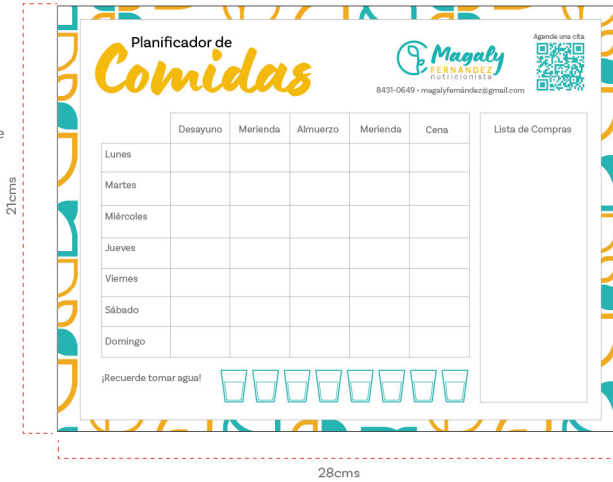 Planificador de
Comidas
Magaly
FERNÁNDEZ
nutricionista
8431-0649 • magalyfernández@gmail.com
Agende una cita
Desayuno Merienda Almuerzo Merienda Cena
Lista de Compras
Lunes
Martes
Miércoles
Jueves
Viernes
Sábado
Domingo
¡Recuerde tomar agua!
21cms
28cms